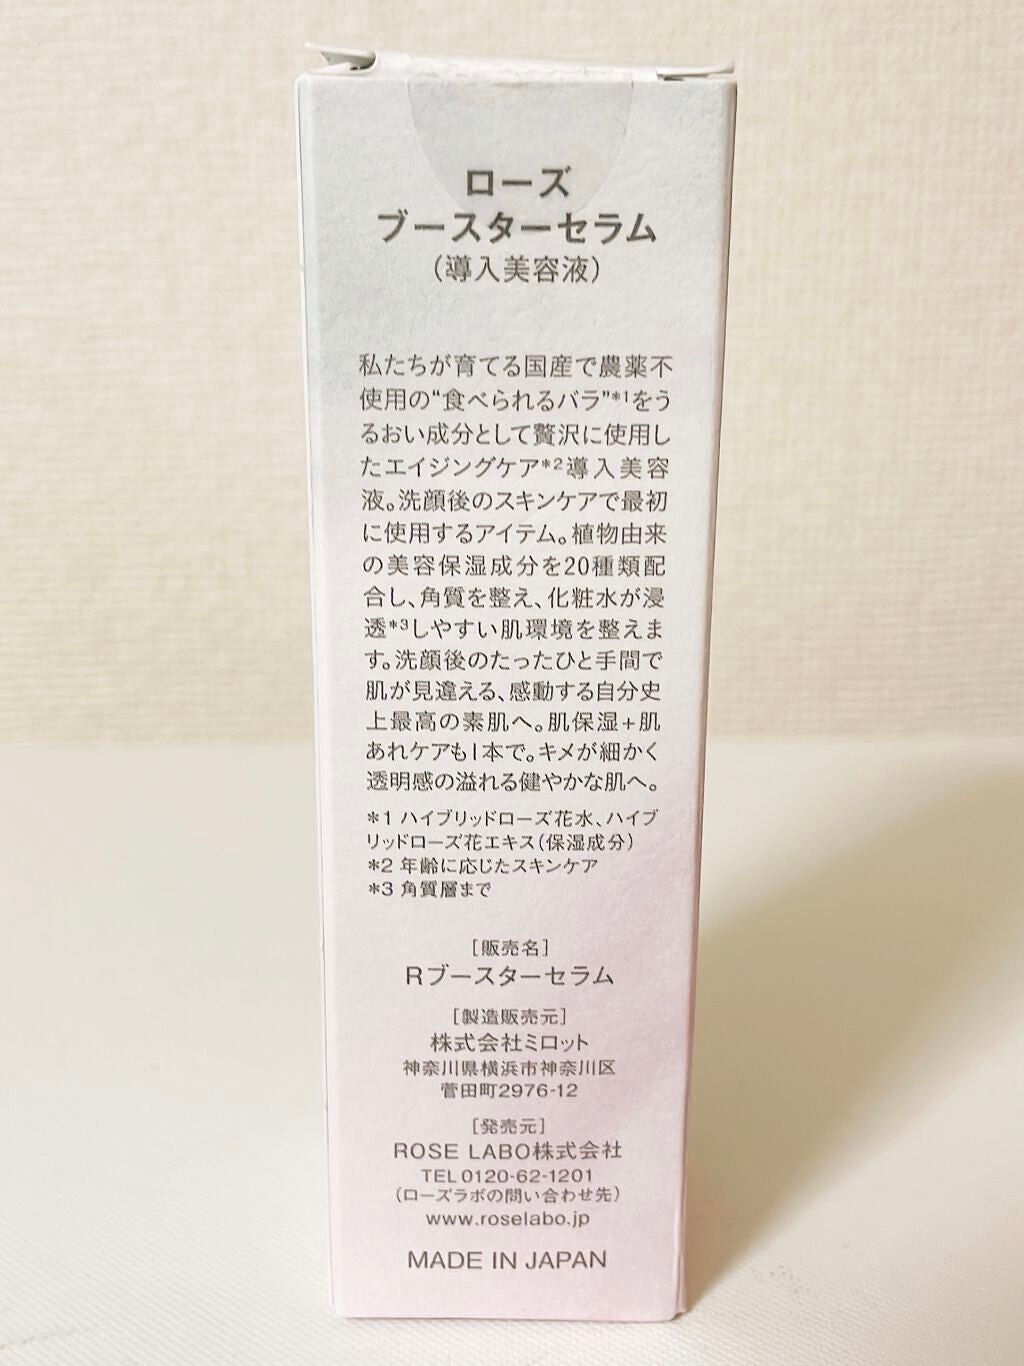 ローズ
ブースターセラム
（導入美容液）
私たちが育てる国産で農薬不
使用の“食べられるバラ”*1をう
るおい成分として贅沢に使用し
たエイジングケア*2導入美容
液。洗顔後のスキンケアで最初
に使用するアイテム。植物由来
の美容保湿成分を20種類配
合し、角質を整え、化粧水が浸
透*3しやすい肌環境を整えま
す。洗顔後のたったひと手間で
肌が見違える、感動する自分史
上最高の素肌へ。肌保湿+肌
あれケアも1本で。キメが細かく
透明感の溢れる健やかな肌へ。
*1 ハイブリッドローズ花水、ハイブ
リッドローズ花エキス（保湿成分）
*2 年齢に応じたスキンケア
*3 角質層まで
［販売名］
Rブースターセラム
［製造販売元］
株式会社ミロット
神奈川県横浜市神奈川区
菅田町2976-12
［発売元］
ROSE LABO株式会社
TEL 0120-62-1201
（ローズラボの問い合わせ先）
www.roselabo.jp
MADE IN JAPAN